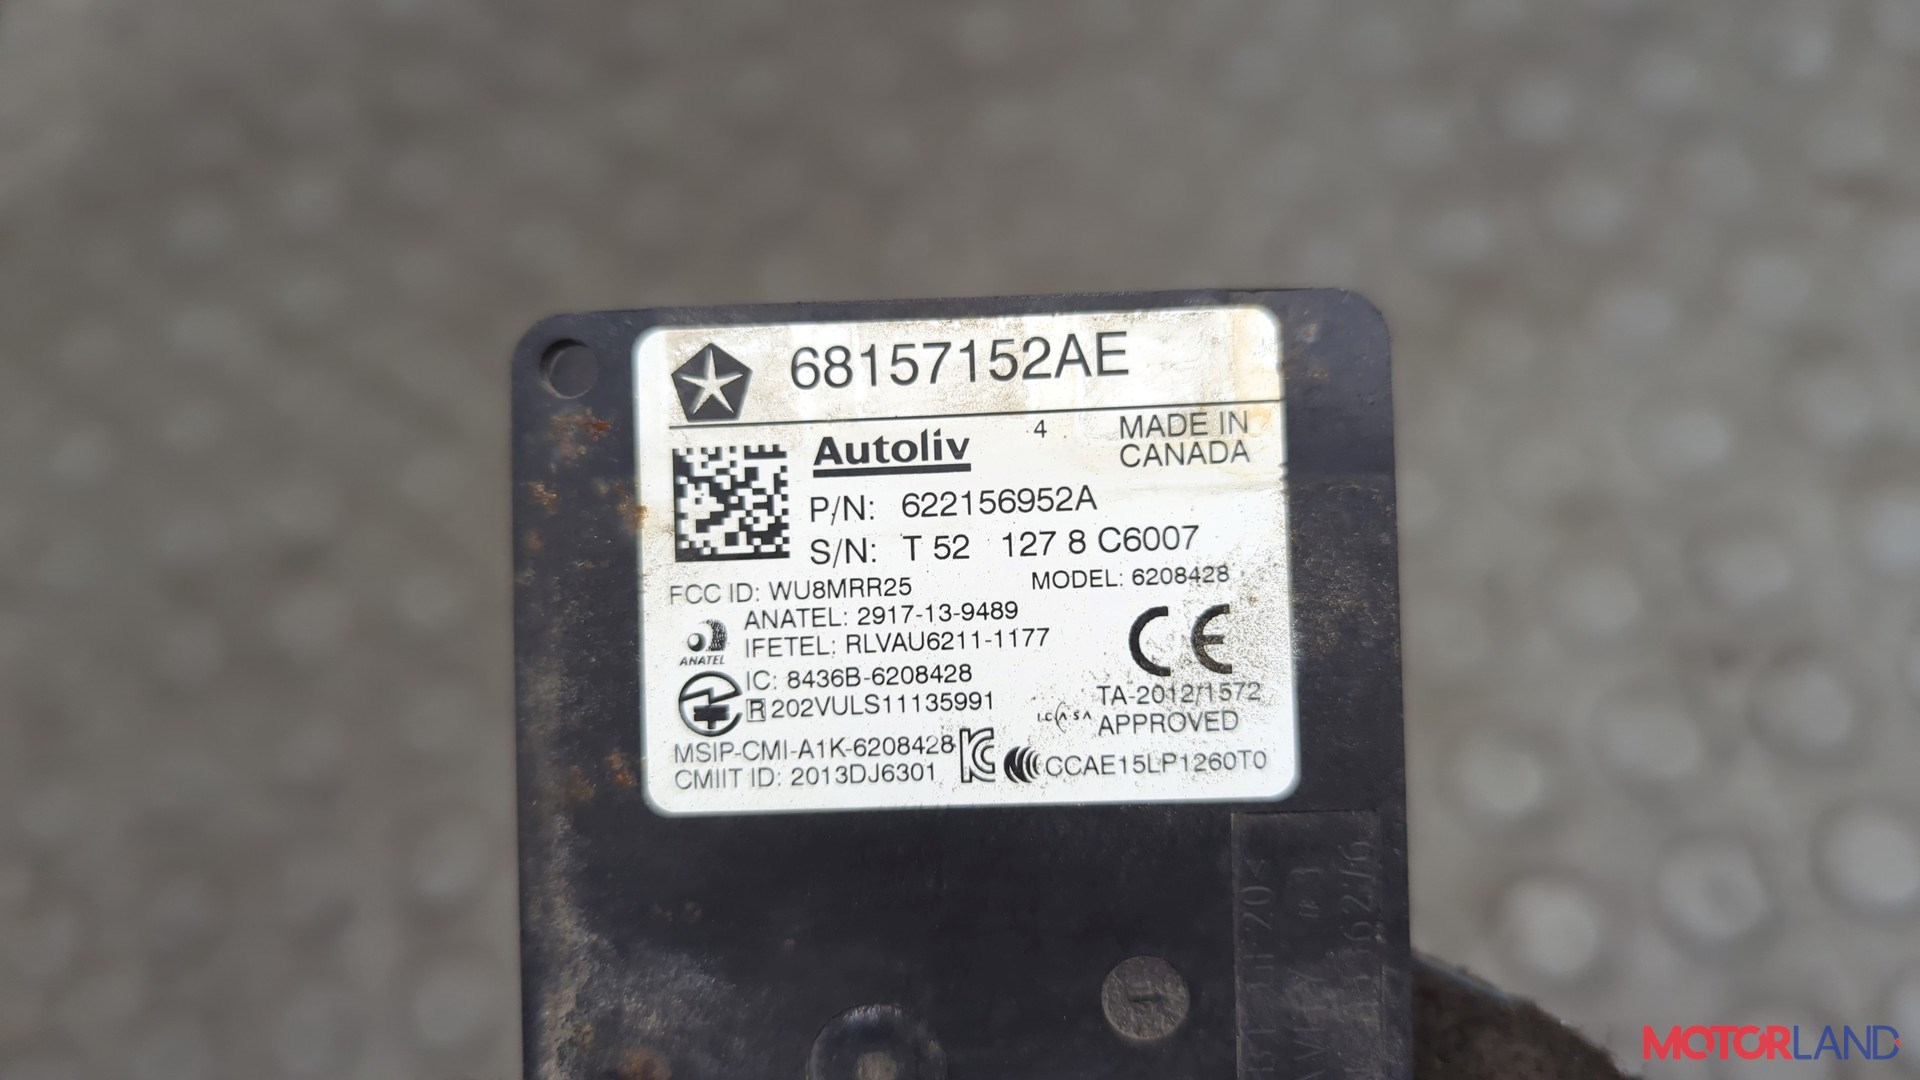 68157152AE
Autoliv 4 MADE IN
CANADA
P/N: 622156952A
S/N: T 52 127 8 C6007
FCC ID: WU8MRR25 MODEL: 6208428
ANATEL: 2917-13-9489
IFETEL: RLVAU6211-1177
ANATEL
CE
IC: 8436B-6208428
R 202VULS11135991
TA-2012/1572
ICASA APPROVED
MSIP-CMI-A1K-6208428
CMIIT ID: 2013DJ6301
CCAE15LP1260T0
MOTORLAND